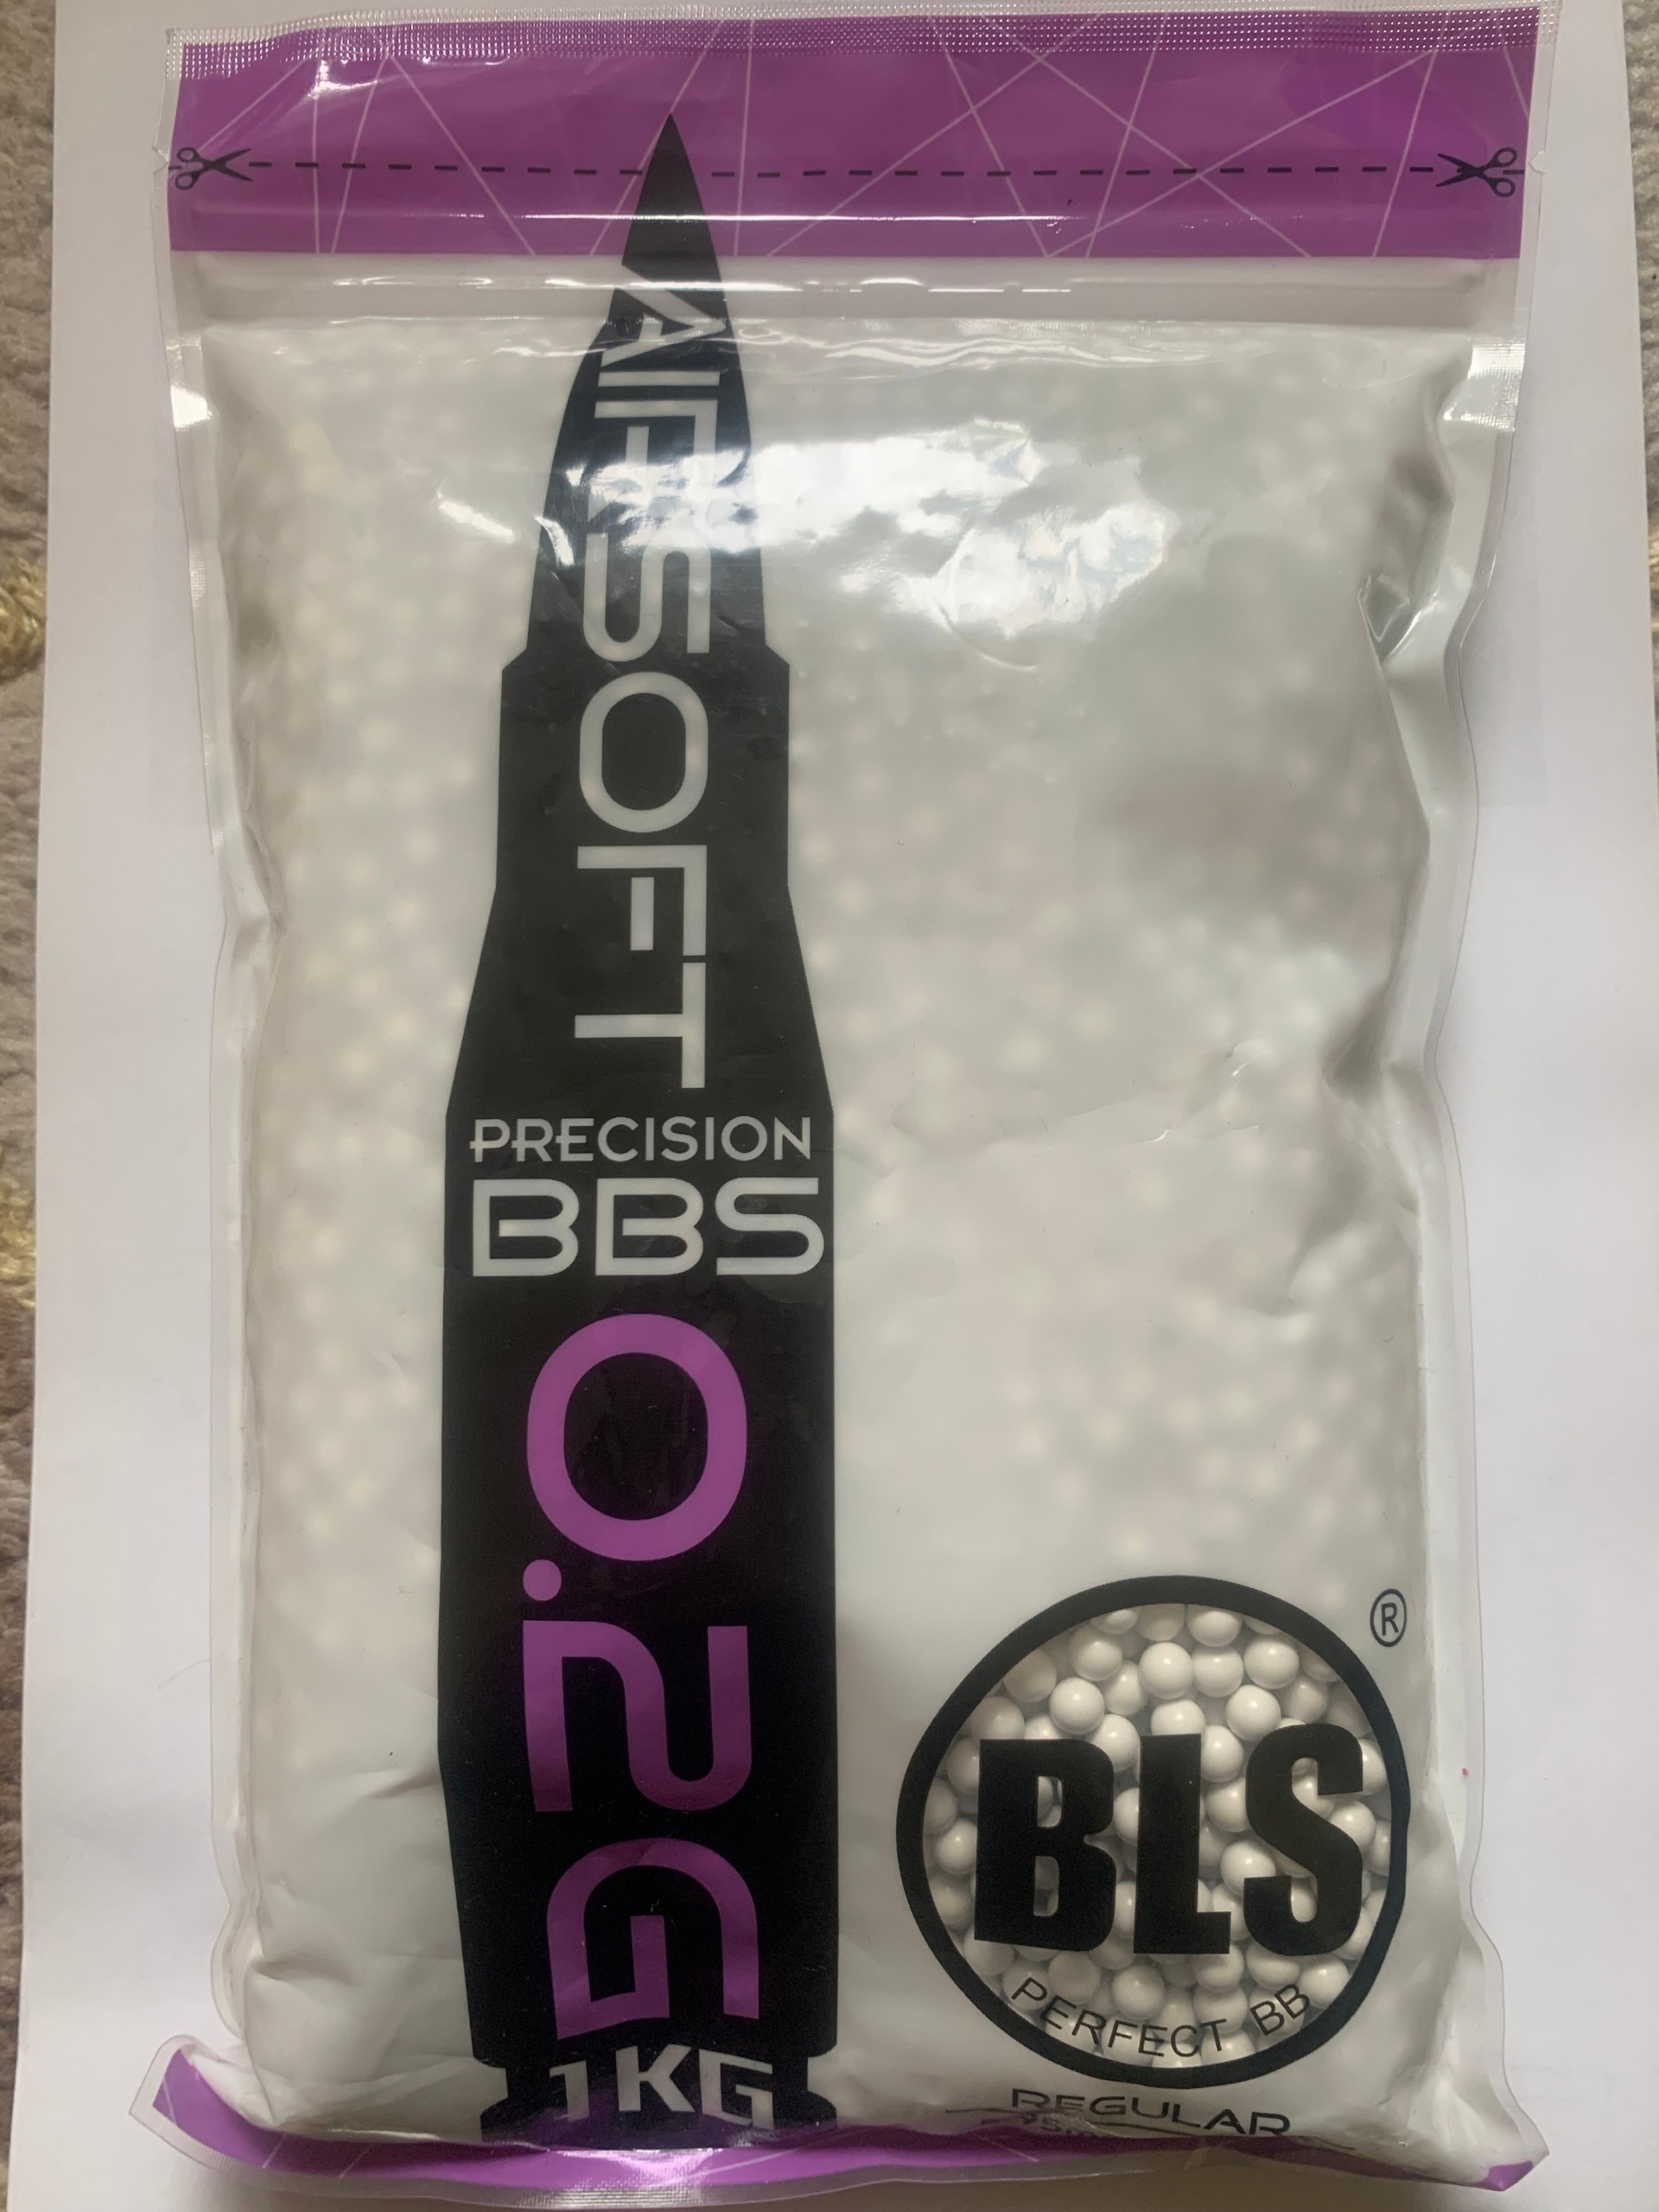 AIRSOFT
PRECISION
BBS
0.2G
1KG
®
BLS
PERFECT BB
REGULAR